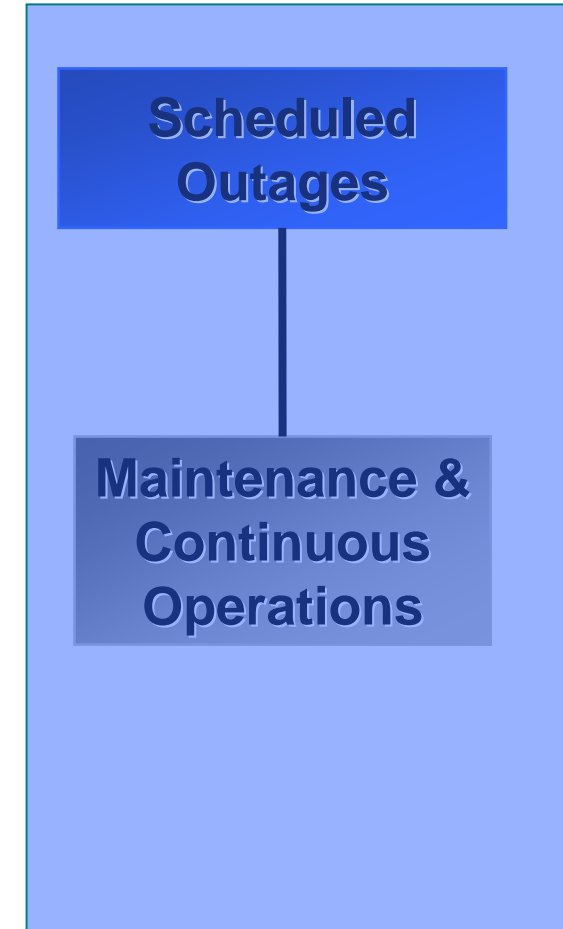 Scheduled
Outages
Maintenance &
Continuous
Operations